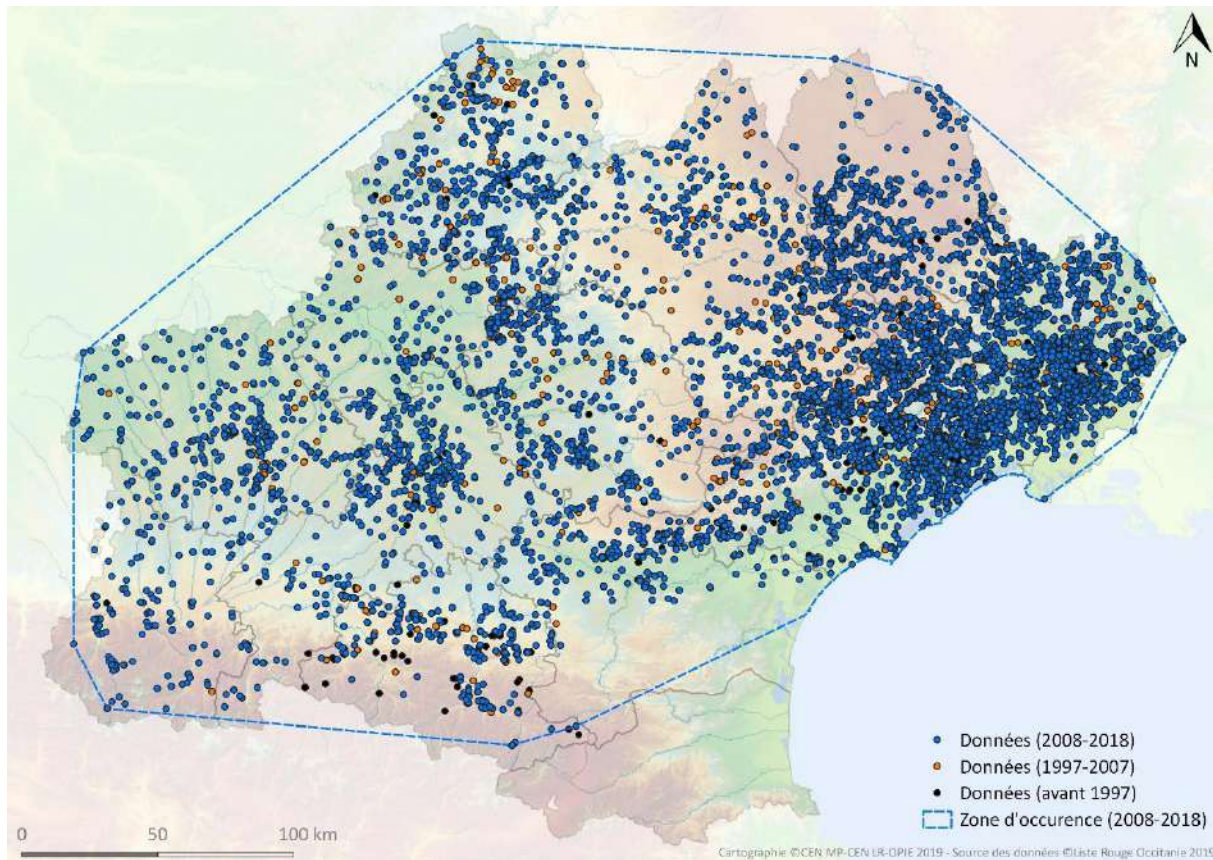 N
Données (2008-2018)
Données (1997-2007)
Données (avant 1997)
Zone d'occurence (2008-2018)
0 50 100 km
Cartographie ©CEN MP-CEN LR-OPIE 2019 - Source des données ©Liste Rouge Occitanie 2019